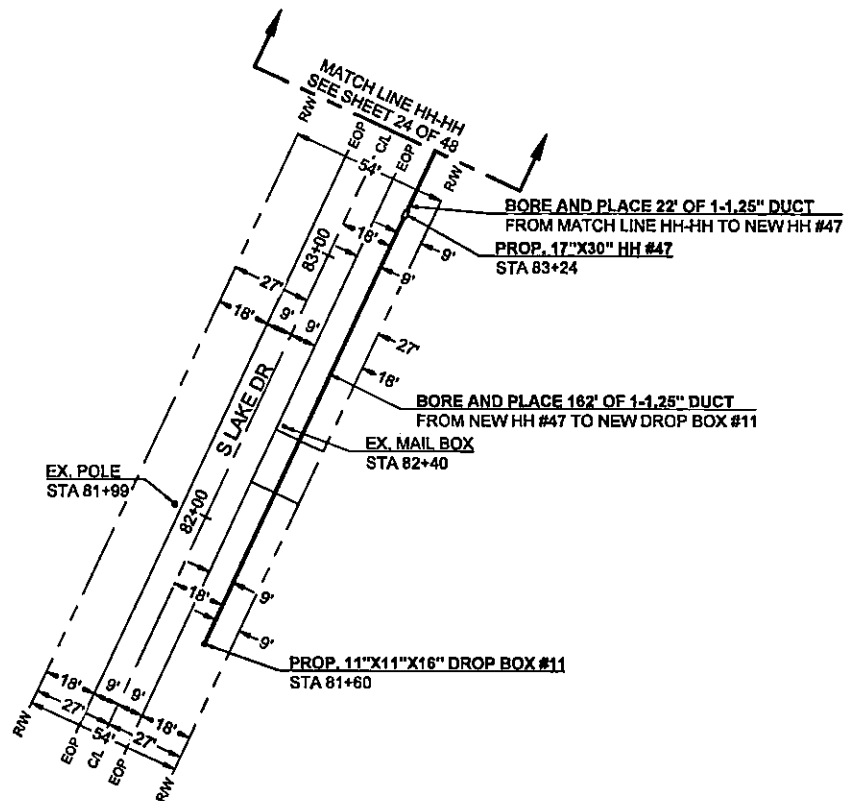 MATCH LINE HH-HH
SEE SHEET 24 OF 48
R/W
EOP
C/L
EOP
R/W
54'
BORE AND PLACE 22' OF 1-1.25" DUCT
FROM MATCH LINE HH-HH TO NEW HH #47
18'
9'
PROP. 17"X30" HH #47
STA 83+24
83+00
9'
27'
18'
9'
9'
27'
18'
S LAKE DR
BORE AND PLACE 162' OF 1-1.25" DUCT
FROM NEW HH #47 TO NEW DROP BOX #11
EX. MAIL BOX
STA 82+40
EX. POLE
STA 81+99
82+00
18'
9'
9'
PROP. 11"X11"X16" DROP BOX #11
STA 81+60
18'
9'
9'
18'
27'
27'
54'
R/W
EOP
C/L
EOP
R/W